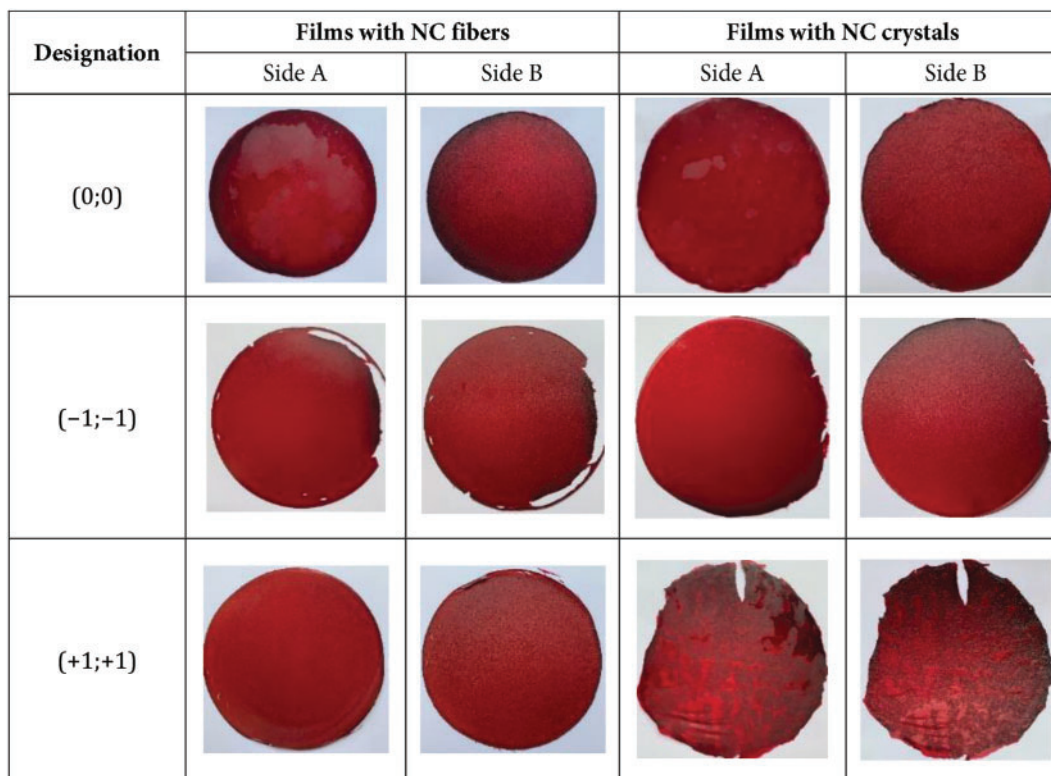 Designation
Films with NC fibers
Films with NC crystals
Side A
Side B
Side A
Side B
(0;0)
(−1;−1)
(+1;+1)